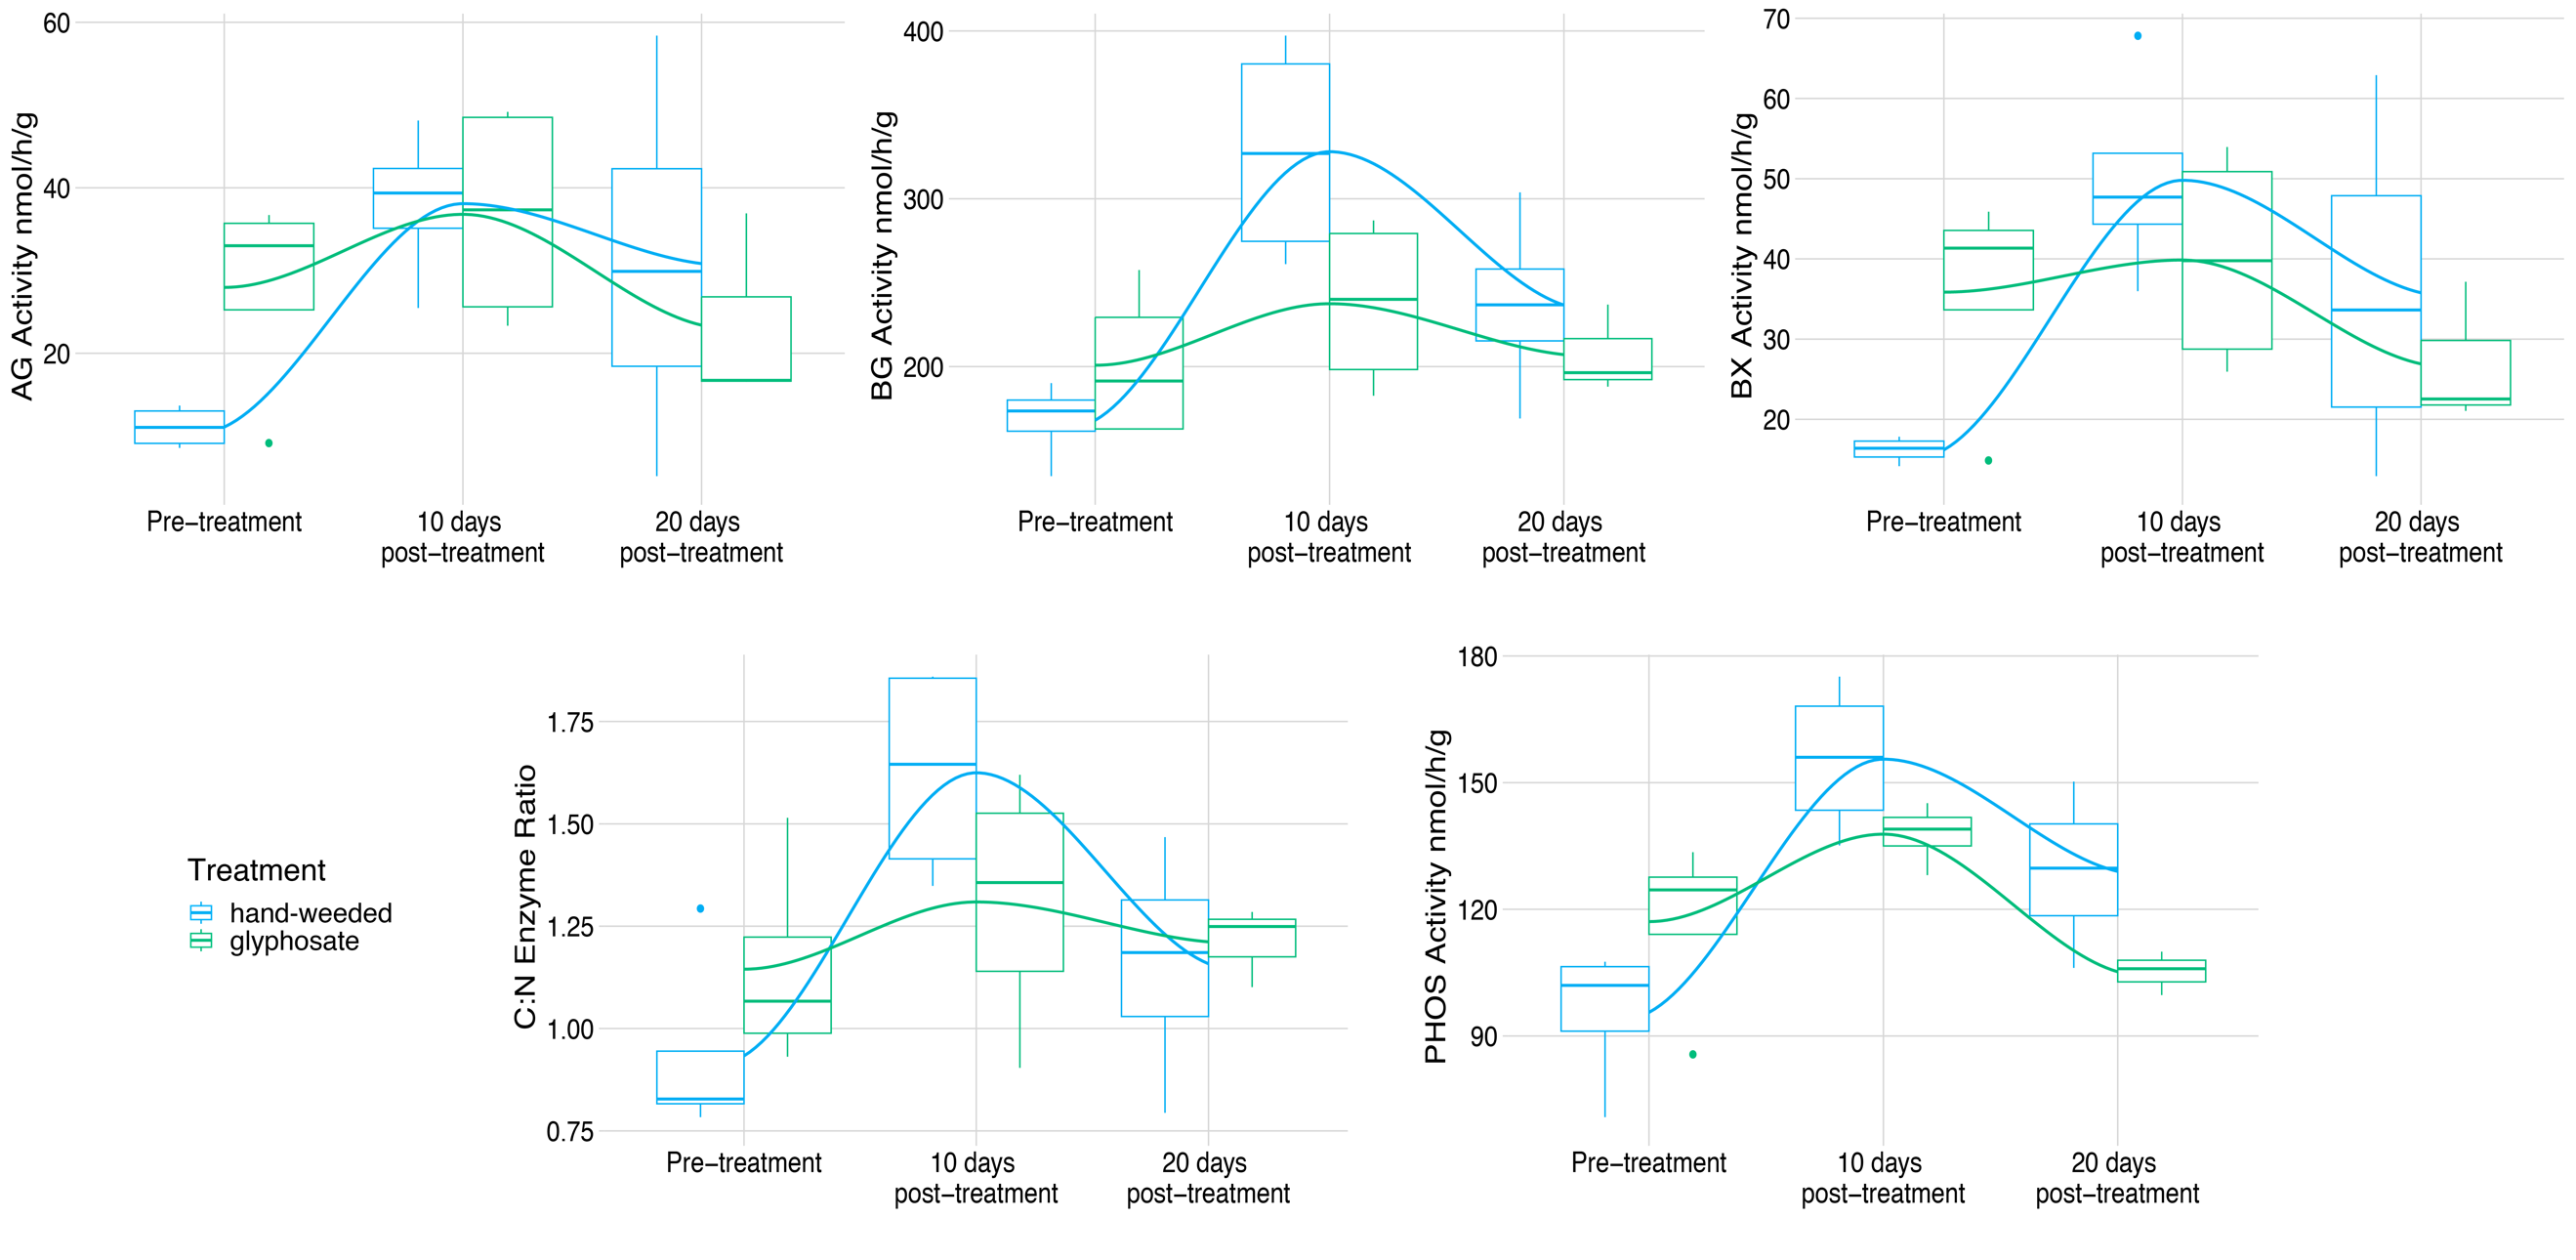 AG Activity nmol/h/g
60
40
20
Pre−treatment
10 days
post−treatment
20 days
post−treatment
BG Activity nmol/h/g
400
300
200
Pre−treatment
10 days
post−treatment
20 days
post−treatment
BX Activity nmol/h/g
70
60
50
40
30
20
Pre−treatment
10 days
post−treatment
20 days
post−treatment
Treatment
hand-weeded
glyphosate
C:N Enzyme Ratio
1.75
1.50
1.25
1.00
0.75
Pre−treatment
10 days
post−treatment
20 days
post−treatment
PHOS Activity nmol/h/g
180
150
120
90
Pre−treatment
10 days
post−treatment
20 days
post−treatment